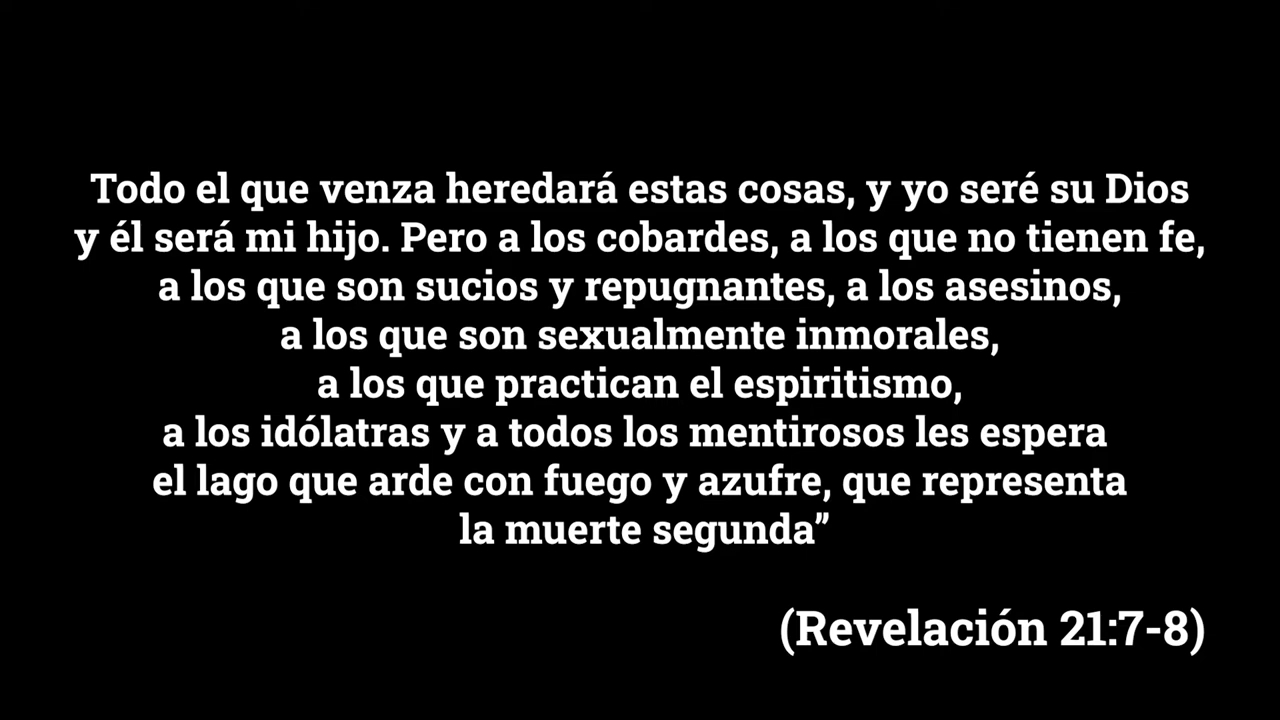 Todo el que venza heredará estas cosas, y yo seré su Dios
y él será mi hijo. Pero a los cobardes, a los que no tienen fe,
a los que son sucios y repugnantes, a los asesinos,
a los que son sexualmente inmorales,
a los que practican el espiritismo,
a los idólatras y a todos los mentirosos les espera
el lago que arde con fuego y azufre, que representa
la muerte segunda”
(Revelación 21:7-8)